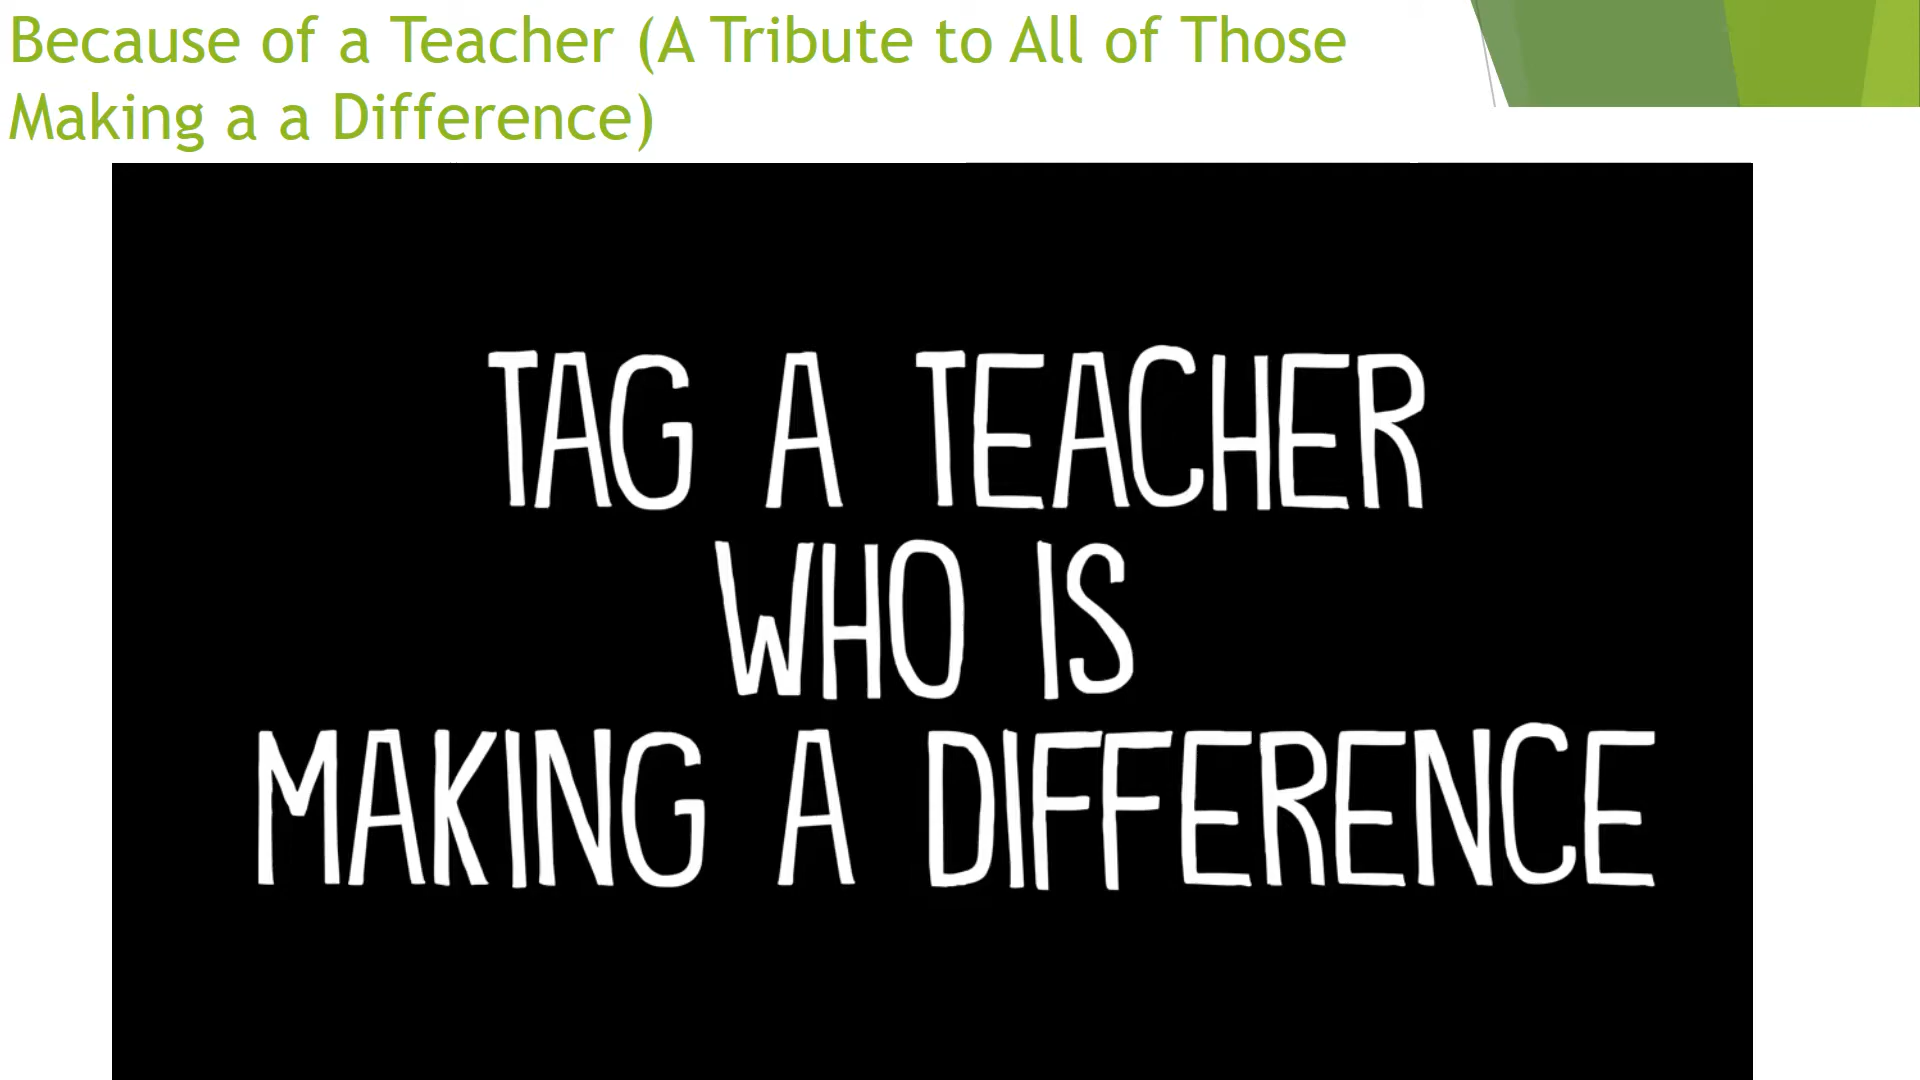 Because of a Teacher (A Tribute to All of Those
Making a a Difference)
TAG A TEACHER
WHO IS
MAKING A DIFFERENCE